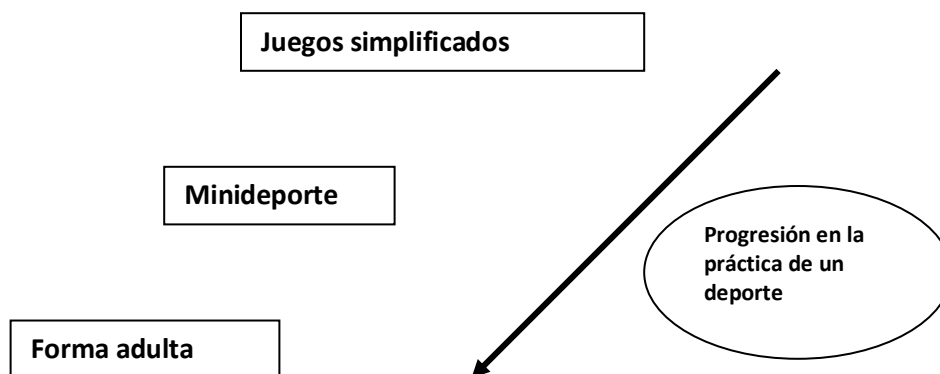 Juegos simplificados
Minideporte
Progresión en la
práctica de un
deporte
Forma adulta